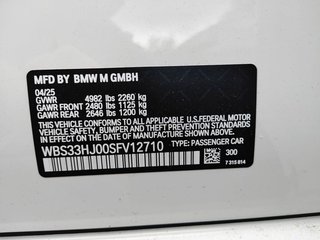 MFD BY BMW M GMBH
04/25
GVWR 4982 lbs 2260 kg
GAWR FRONT 2480 lbs 1125 kg
GAWR REAR 2646 lbs 1200 kg
THIS VEHICLE CONFORMS TO ALL
APPLICABLE
U.S.FEDERAL MOTOR VEHICLE SAFETY,
BUMPER,AND THEFT PREVENTION
STANDARDS IN EFFECT ON THE DATE
OF MANUFACTURE SHOWN ABOVE.
WBS33HJ00SFV12710 TYPE: PASSENGER CAR
300
7 315 814